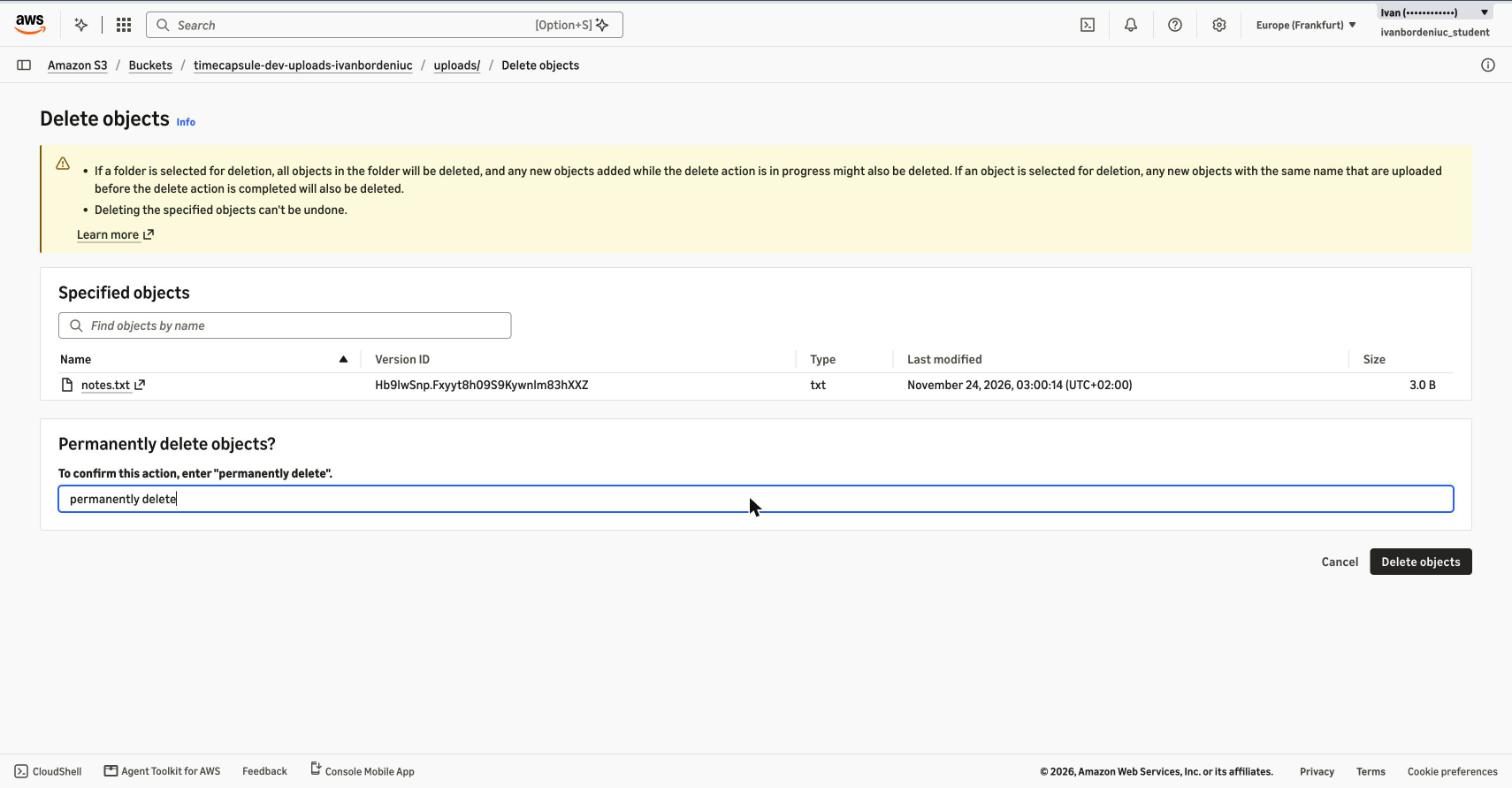 aws
Search [Option+S]
Europe (Frankfurt)
Ivan (••••••••••••)
ivanbordeniuc_student
Amazon S3 / Buckets / timecapsule-dev-uploads-ivanbordeniuc / uploads/ / Delete objects
Delete objects Info
• If a folder is selected for deletion, all objects in the folder will be deleted, and any new objects added while the delete action is in progress might also be deleted. If an object is selected for deletion, any new objects with the same name that are uploaded
before the delete action is completed will also be deleted.
• Deleting the specified objects can't be undone.
Learn more
Specified objects
Find objects by name
Name Version ID Type Last modified Size
notes.txt Hb9lwSnp.Fxyyt8h09S9Kywnlm83hXXZ txt November 24, 2026, 03:00:14 (UTC+02:00) 3.0 B
Permanently delete objects?
To confirm this action, enter "permanently delete".
permanently delete
Cancel Delete objects
CloudShell Agent Toolkit for AWS Feedback Console Mobile App © 2026, Amazon Web Services, Inc. or its affiliates. Privacy Terms Cookie preferences